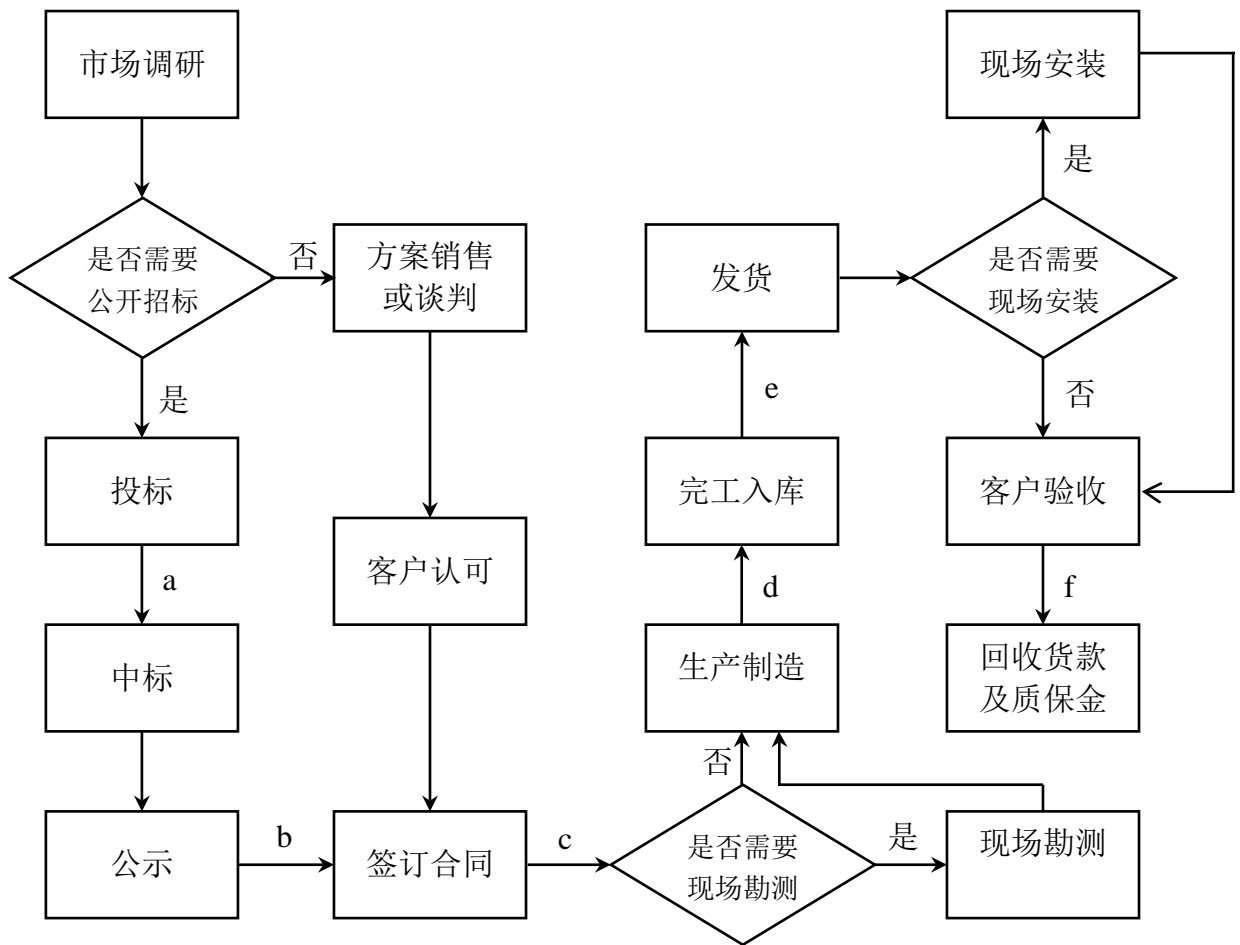 市场调研
是否需要
公开招标
否
方案销售
或谈判
是
投标
a
中标
公示
b
客户认可
签订合同
c
是否需要
现场勘测
是
现场勘测
否
生产制造
d
完工入库
e
发货
是否需要
现场安装
是
现场安装
否
客户验收
f
回收货款
及质保金